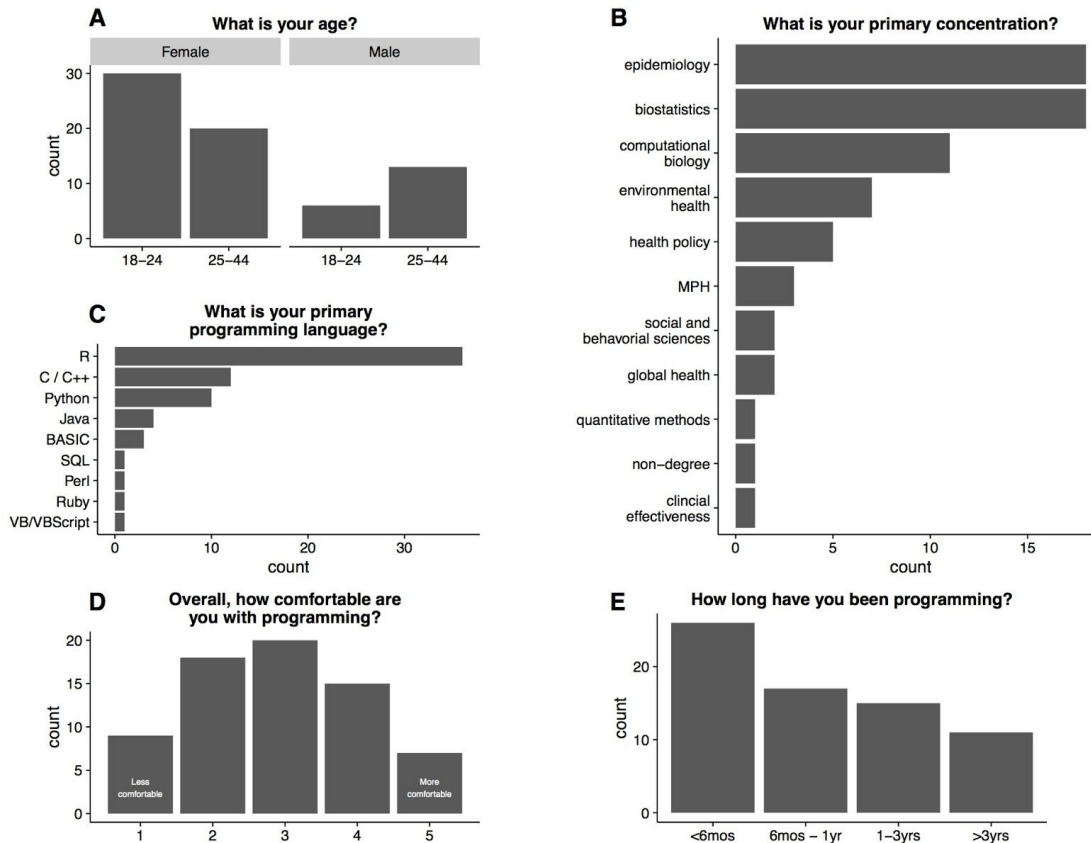 A
What is your age?
Female
Male
30
20
10
0
count
18−24
25−44
18−24
25−44
B
What is your primary concentration?
epidemiology
biostatistics
computational
biology
environmental
health
health policy
MPH
social and
behavorial sciences
global health
quantitative methods
non−degree
clincial
effectiveness
0
5
10
15
count
C
What is your primary
programming language?
R
C / C++
Python
Java
BASIC
SQL
Perl
Ruby
VB/VBScript
0
10
20
30
count
D
Overall, how comfortable are
you with programming?
20
15
10
5
0
count
Less
comfortable
More
comfortable
1
2
3
4
5
E
How long have you been programming?
20
10
0
count
<6mos
6mos − 1yr
1−3yrs
>3yrs